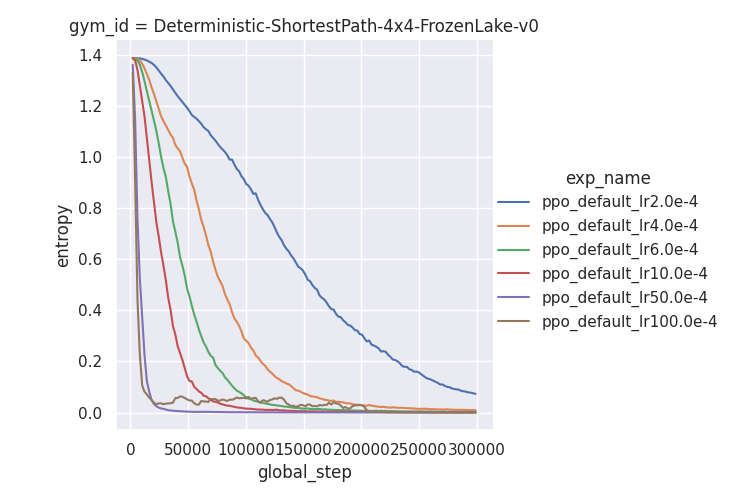 gym_id = Deterministic-ShortestPath-4x4-FrozenLake-v0
1.4
1.2
1.0
0.8
0.6
0.4
0.2
0.0
entropy
0 50000 100000 150000 200000 250000 300000
global_step
exp_name
ppo_default_lr2.0e-4
ppo_default_lr4.0e-4
ppo_default_lr6.0e-4
ppo_default_lr10.0e-4
ppo_default_lr50.0e-4
ppo_default_lr100.0e-4